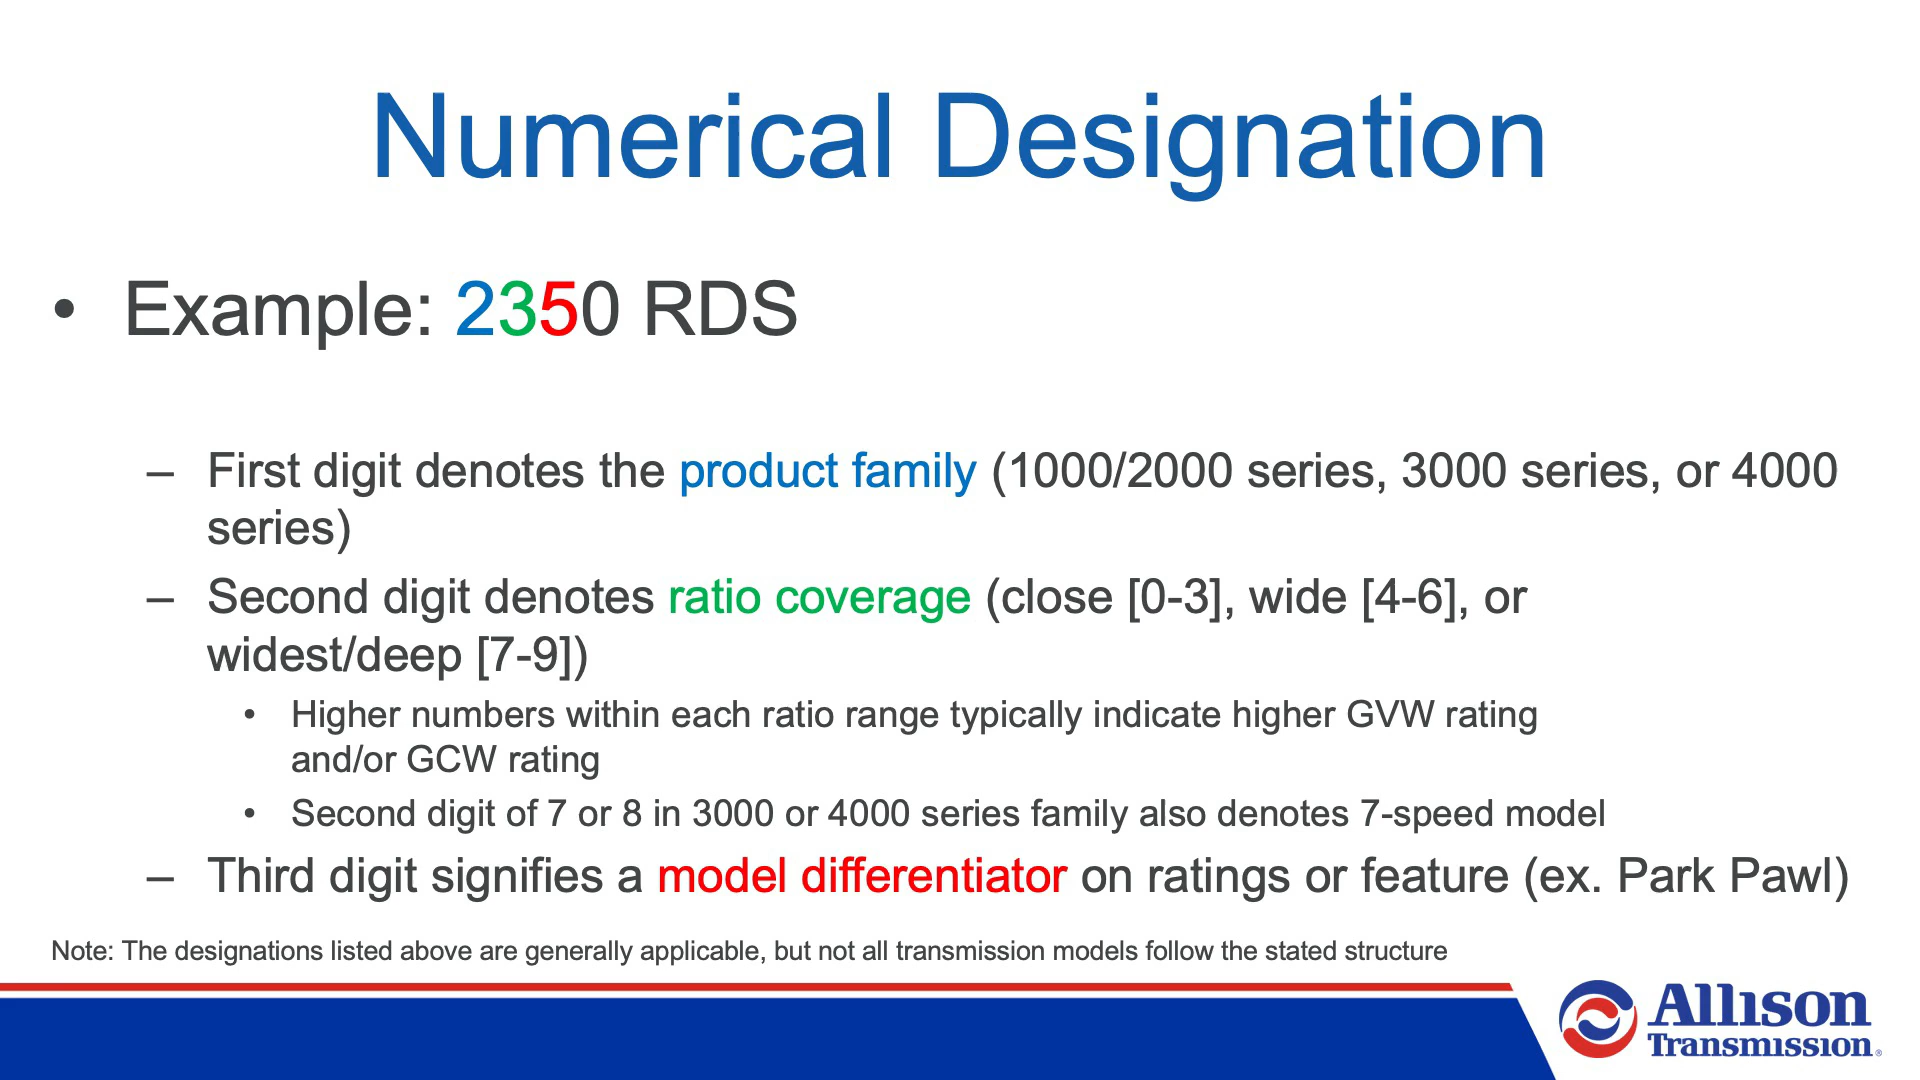 Numerical Designation
• Example: 2350 RDS
– First digit denotes the product family (1000/2000 series, 3000 series, or 4000
series)
– Second digit denotes ratio coverage (close [0-3], wide [4-6], or
widest/deep [7-9])
• Higher numbers within each ratio range typically indicate higher GVW rating
and/or GCW rating
• Second digit of 7 or 8 in 3000 or 4000 series family also denotes 7-speed model
– Third digit signifies a model differentiator on ratings or feature (ex. Park Pawl)
Note: The designations listed above are generally applicable, but not all transmission models follow the stated structure
Allison
Transmission®